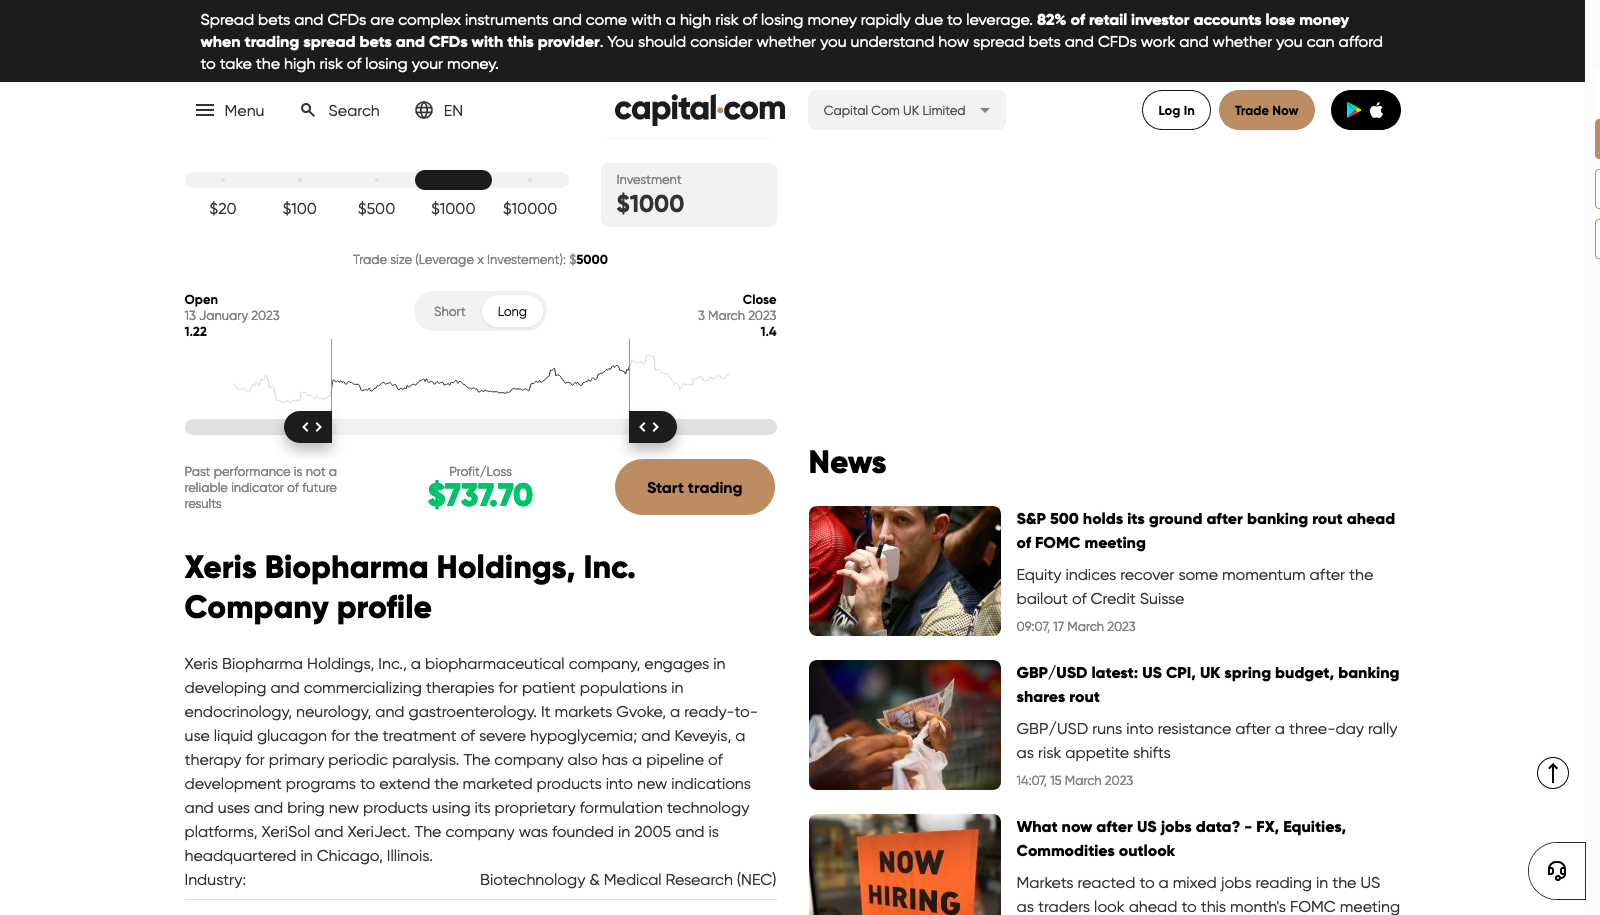 Spread bets and CFDs are complex instruments and come with a high risk of losing money rapidly due to leverage. 82% of retail investor accounts lose money
when trading spread bets and CFDs with this provider. You should consider whether you understand how spread bets and CFDs work and whether you can afford
to take the high risk of losing your money.
Menu
Search
EN
capital.com
Capital Com UK Limited
Log In
Trade Now
$20
$100
$500
$1000
$10000
Investment
$1000
Trade size (Leverage x Investement): $5000
Open
13 January 2023
1.22
Short
Long
Close
3 March 2023
1.4
Past performance is not a
reliable indicator of future
results
Profit/Loss
$737.70
Start trading
Xeris Biopharma Holdings, Inc.
Company profile
Xeris Biopharma Holdings, Inc., a biopharmaceutical company, engages in
developing and commercializing therapies for patient populations in
endocrinology, neurology, and gastroenterology. It markets Gvoke, a ready-to-
use liquid glucagon for the treatment of severe hypoglycemia; and Keveyis, a
therapy for primary periodic paralysis. The company also has a pipeline of
development programs to extend the marketed products into new indications
and uses and bring new products using its proprietary formulation technology
platforms, XeriSol and XeriJect. The company was founded in 2005 and is
headquartered in Chicago, Illinois.
Industry:
Biotechnology & Medical Research (NEC)
News
S&P 500 holds its ground after banking rout ahead
of FOMC meeting
Equity indices recover some momentum after the
bailout of Credit Suisse
09:07, 17 March 2023
GBP/USD latest: US CPI, UK spring budget, banking
shares rout
GBP/USD runs into resistance after a three-day rally
as risk appetite shifts
14:07, 15 March 2023
NOW
HIRING
What now after US jobs data? - FX, Equities,
Commodities outlook
Markets reacted to a mixed jobs reading in the US
as traders look ahead to this month's FOMC meeting